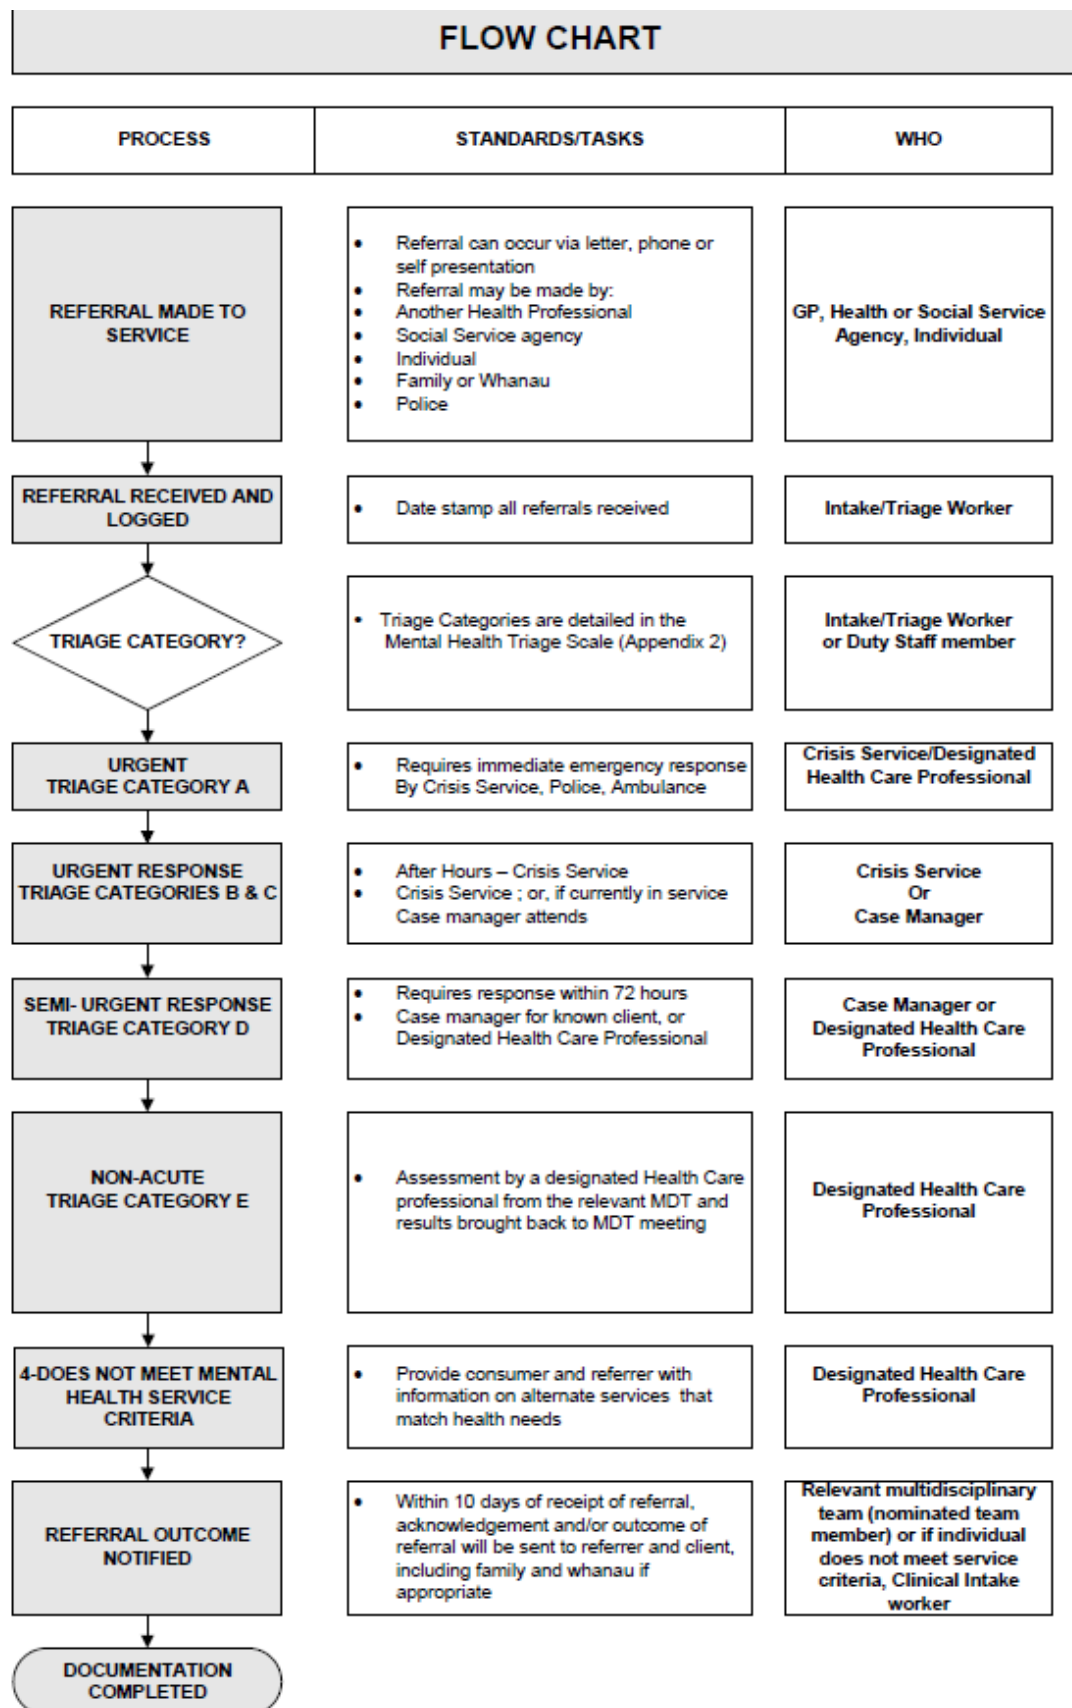 FLOW CHART
PROCESS
STANDARDS/TASKS
WHO
REFERRAL MADE TO
SERVICE
• Referral can occur via letter, phone or
self presentation
• Referral may be made by:
• Another Health Professional
• Social Service agency
• Individual
• Family or Whanau
• Police
GP, Health or Social Service
Agency, Individual
REFERRAL RECEIVED AND
LOGGED
• Date stamp all referrals received
Intake/Triage Worker
TRIAGE CATEGORY?
• Triage Categories are detailed in the
Mental Health Triage Scale (Appendix 2)
Intake/Triage Worker
or Duty Staff member
URGENT
TRIAGE CATEGORY A
• Requires immediate emergency response
By Crisis Service, Police, Ambulance
Crisis Service/Designated
Health Care Professional
URGENT RESPONSE
TRIAGE CATEGORIES B & C
• After Hours – Crisis Service
• Crisis Service ; or, if currently in service
Case manager attends
Crisis Service
Or
Case Manager
SEMI- URGENT RESPONSE
TRIAGE CATEGORY D
• Requires response within 72 hours
• Case manager for known client, or
Designated Health Care Professional
Case Manager or
Designated Health Care
Professional
NON-ACUTE
TRIAGE CATEGORY E
• Assessment by a designated Health Care
professional from the relevant MDT and
results brought back to MDT meeting
Designated Health Care
Professional
4-DOES NOT MEET MENTAL
HEALTH SERVICE
CRITERIA
• Provide consumer and referrer with
information on alternate services that
match health needs
Designated Health Care
Professional
REFERRAL OUTCOME
NOTIFIED
• Within 10 days of receipt of referral,
acknowledgement and/or outcome of
referral will be sent to referrer and client,
including family and whanau if
appropriate
Relevant multidisciplinary
team (nominated team
member) or if individual
does not meet service
criteria, Clinical Intake
worker
DOCUMENTATION
COMPLETED